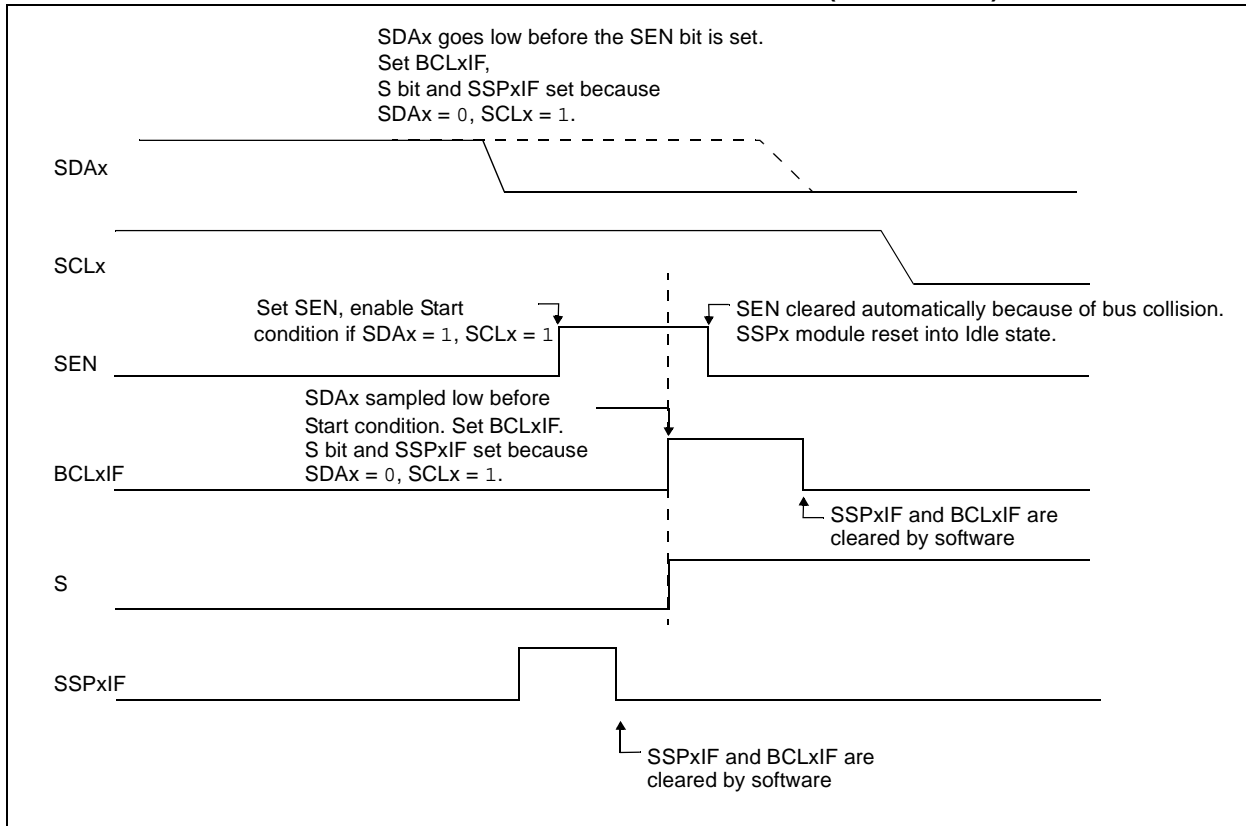 SDAx goes low before the SEN bit is set.
Set BCLxIF,
S bit and SSPxIF set because
SDAx = 0, SCLx = 1.
SDAx
SCLx
Set SEN, enable Start
condition if SDAx = 1, SCLx = 1
SEN cleared automatically because of bus collision.
SSPx module reset into Idle state.
SEN
SDAx sampled low before
Start condition. Set BCLxIF.
S bit and SSPxIF set because
SDAx = 0, SCLx = 1.
BCLxIF
SSPxIF and BCLxIF are
cleared by software
S
SSPxIF
SSPxIF and BCLxIF are
cleared by software